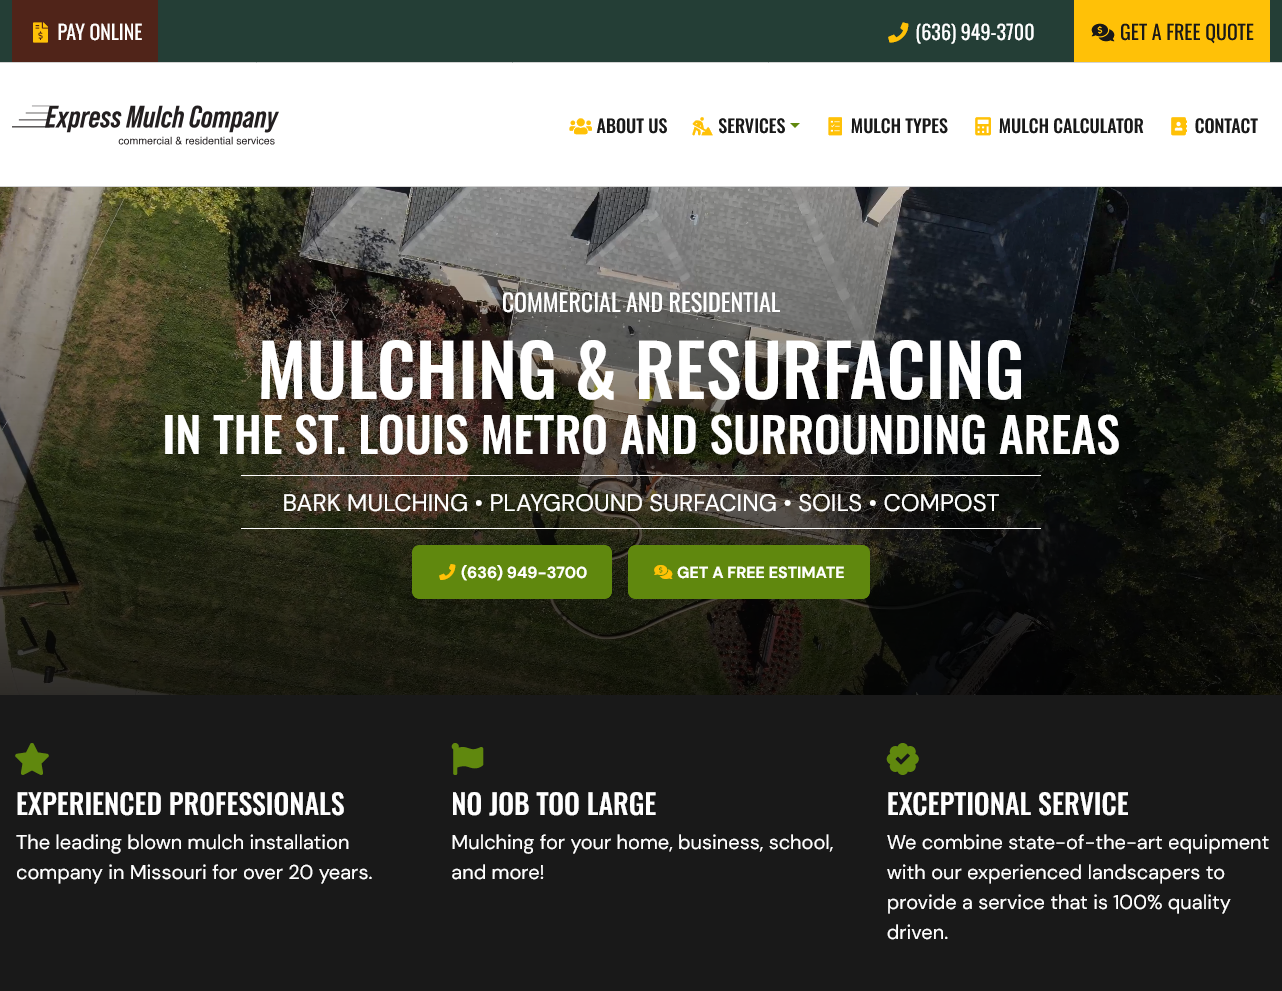 PAY ONLINE
(636) 949-3700
GET A FREE QUOTE
Express Mulch Company
commercial & residential services
ABOUT US
SERVICES
MULCH TYPES
MULCH CALCULATOR
CONTACT
COMMERCIAL AND RESIDENTIAL
MULCHING & RESURFACING
IN THE ST. LOUIS METRO AND SURROUNDING AREAS
BARK MULCHING • PLAYGROUND SURFACING • SOILS • COMPOST
(636) 949-3700
GET A FREE ESTIMATE
EXPERIENCED PROFESSIONALS
The leading blown mulch installation
company in Missouri for over 20 years.
NO JOB TOO LARGE
Mulching for your home, business, school,
and more!
EXCEPTIONAL SERVICE
We combine state-of-the-art equipment
with our experienced landscapers to
provide a service that is 100% quality
driven.